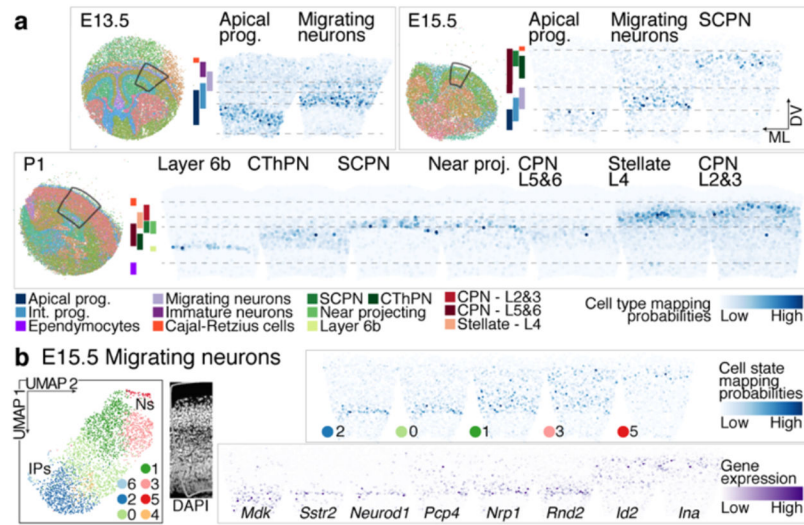 a
E13.5
Apical prog.
Migrating neurons
E15.5
Apical prog.
Migrating neurons
SCPN
DV
ML
P1
Layer 6b
CThPN
SCPN
Near proj.
CPN L5&6
Stellate L4
CPN L2&3
Apical prog.
Int. prog.
Ependymocytes
Migrating neurons
Immature neurons
Cajal-Retzius cells
SCPN
CThPN
Near projecting
Layer 6b
CPN - L2&3
CPN - L5&6
Stellate - L4
Cell type mapping probabilities
Low High
b E15.5 Migrating neurons
UMAP 2
UMAP 1
Ns
IPs
1
6 3
2 5
0 4
DAPI
2 0 1 3 5
Cell state mapping probabilities
Low High
Mdk Sstr2 Neurod1 Pcp4 Nrp1 Rnd2 Id2 Ina
Gene expression
Low High